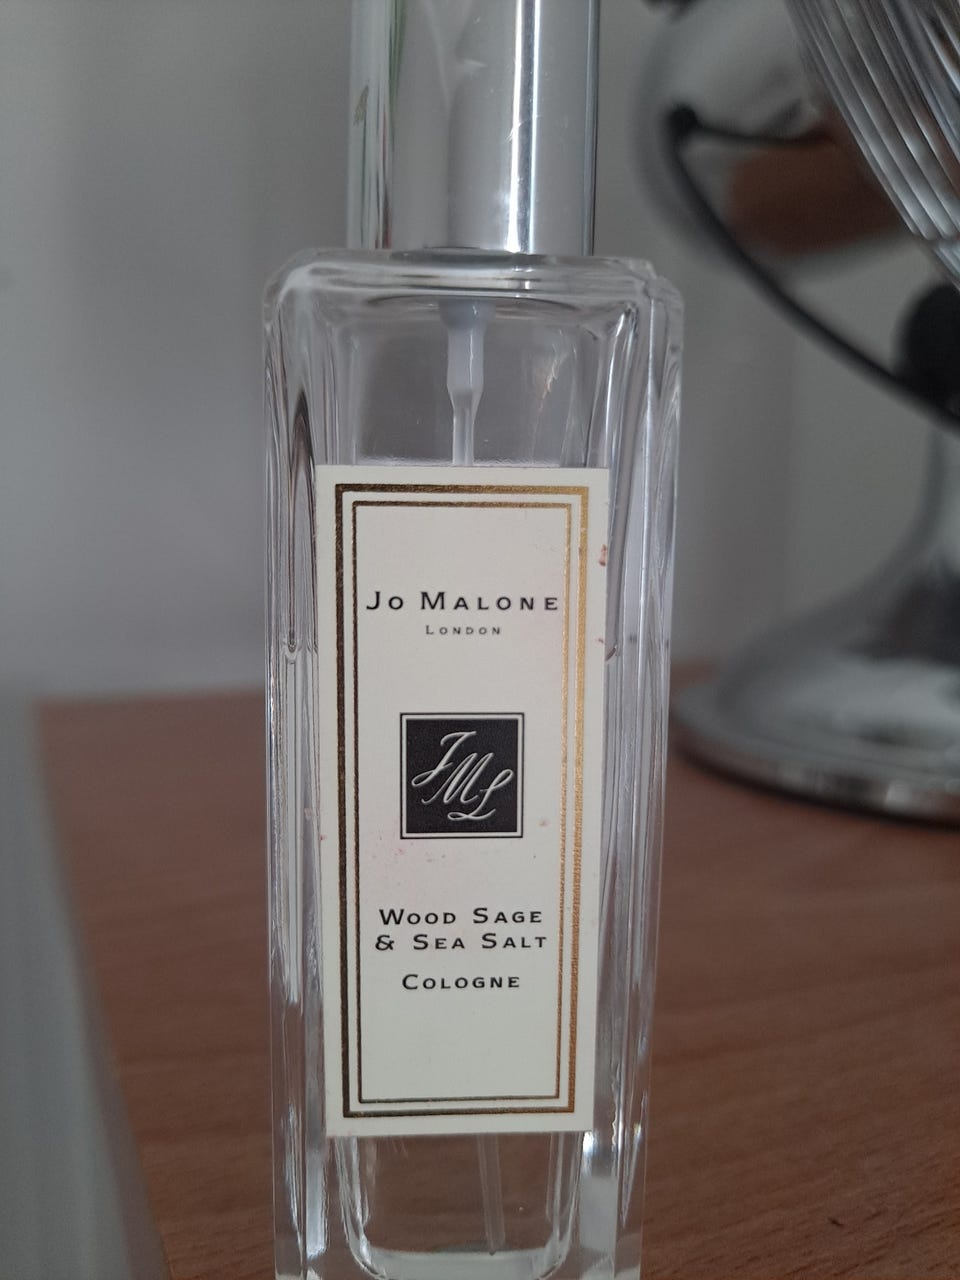 Jo Malone
London
JML
Wood Sage
& Sea Salt
Cologne